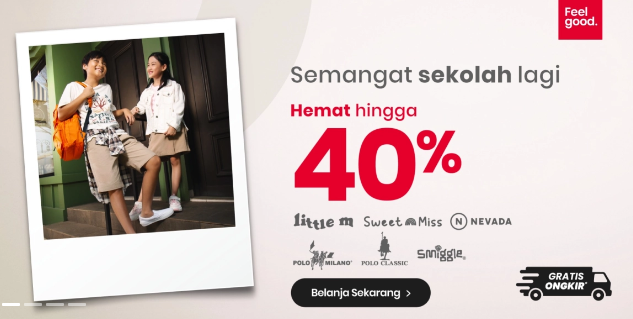 Feel
good.
Semangat sekolah lagi
Hemat hingga
40%
little m
Sweet Miss
N NEVADA
POLO MILANO
POLO CLASSIC
Smiggle
Belanja Sekarang >
GRATIS
ONGKIR*